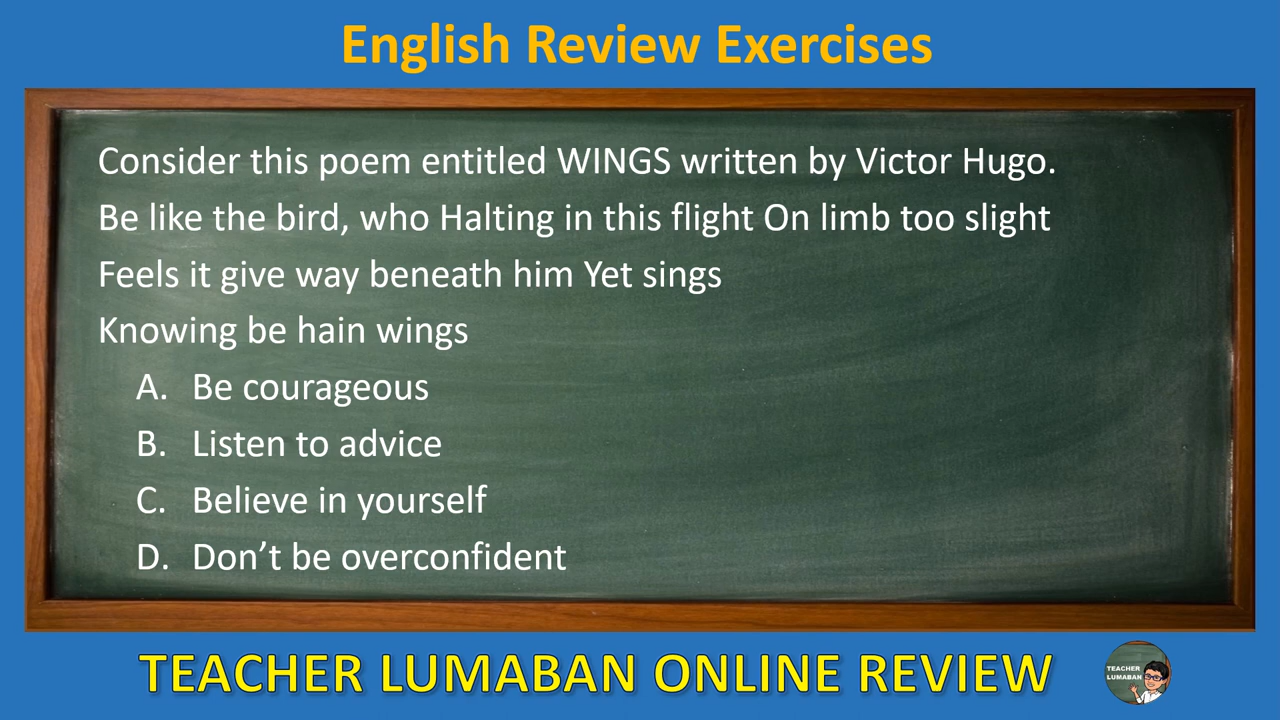 English Review Exercises
Consider this poem entitled WINGS written by Victor Hugo.
Be like the bird, who Halting in this flight On limb too slight
Feels it give way beneath him Yet sings
Knowing be hain wings
A. Be courageous
B. Listen to advice
C. Believe in yourself
D. Don’t be overconfident
TEACHER LUMABAN ONLINE REVIEW
TEACHER
LUMABAN